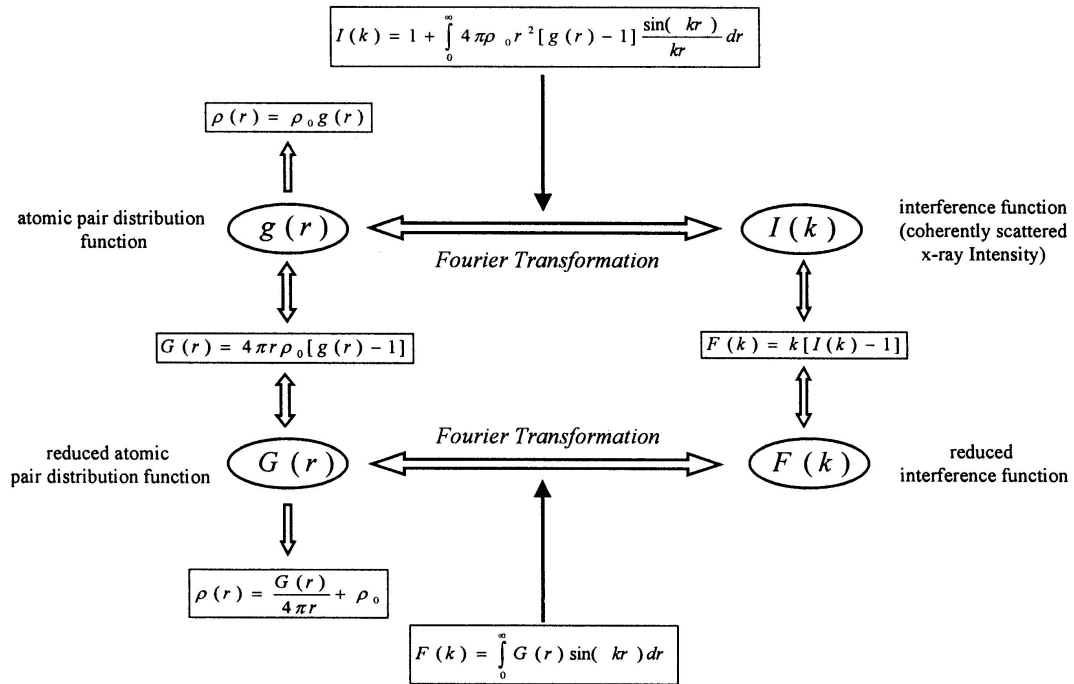 I(k) = 1 + ∫₀^∞ 4πρ₀r²[g(r) − 1] sin(kr)/kr dr
ρ(r) = ρ₀g(r)
atomic pair distribution
function
g(r)
Fourier Transformation
I(k)
interference function
(coherently scattered
x-ray Intensity)
G(r) = 4πrρ₀[g(r) − 1]
F(k) = k[I(k) − 1]
reduced atomic
pair distribution function
G(r)
Fourier Transformation
F(k)
reduced
interference function
ρ(r) = G(r)/4πr + ρ₀
F(k) = ∫₀^∞ G(r) sin(kr) dr